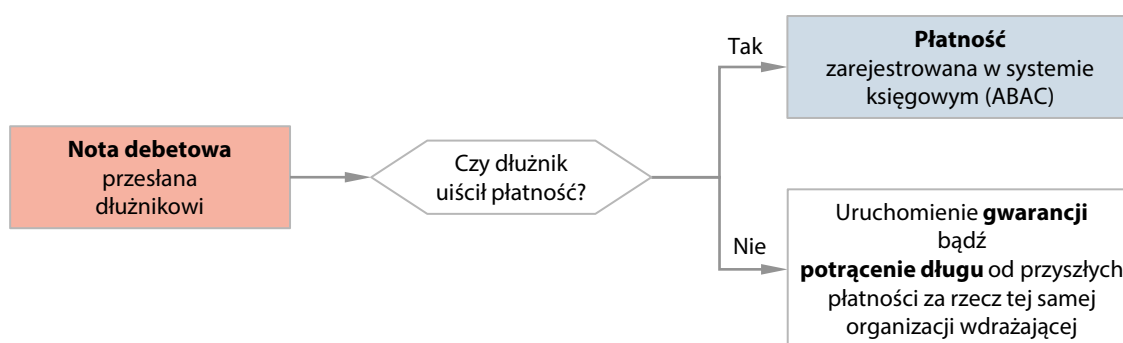 Nota debetowa
przesłana
dłużnikowi
Czy dłużnik
uiścił płatność?
Tak
Płatność
zarejestrowana w systemie
księgowym (ABAC)
Nie
Uruchomienie gwarancji
bądź
potrącenie długu od przyszłych
płatności za rzecz tej samej
organizacji wdrażającej